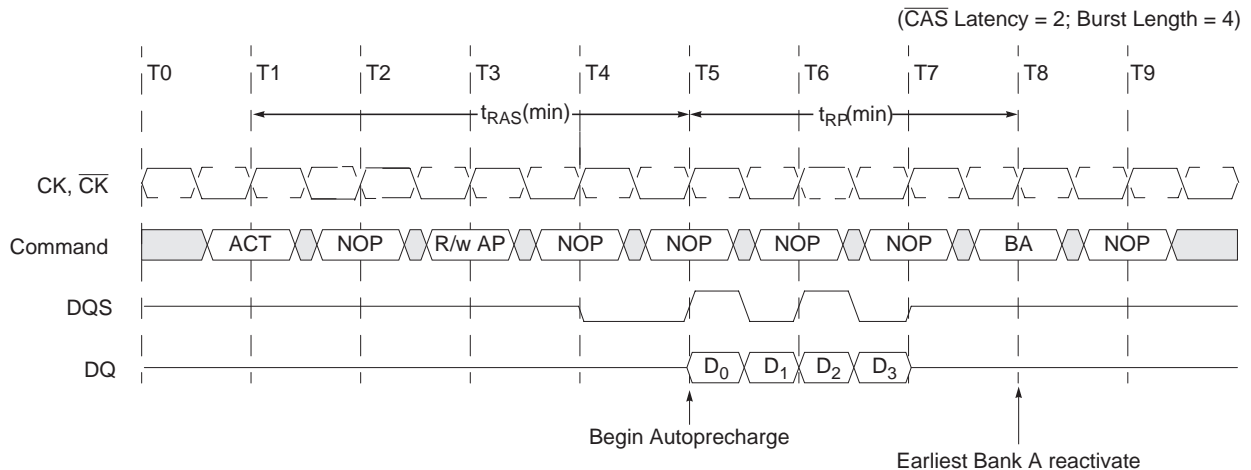 (CAS Latency = 2; Burst Length = 4)
T0 T1 T2 T3 T4 T5 T6 T7 T8 T9
tRAS(min) tRP(min)
CK, CK
Command ACT NOP R/w AP NOP NOP NOP NOP BA NOP
DQS
DQ D0 D1 D2 D3
Begin Autoprecharge
Earliest Bank A reactivate